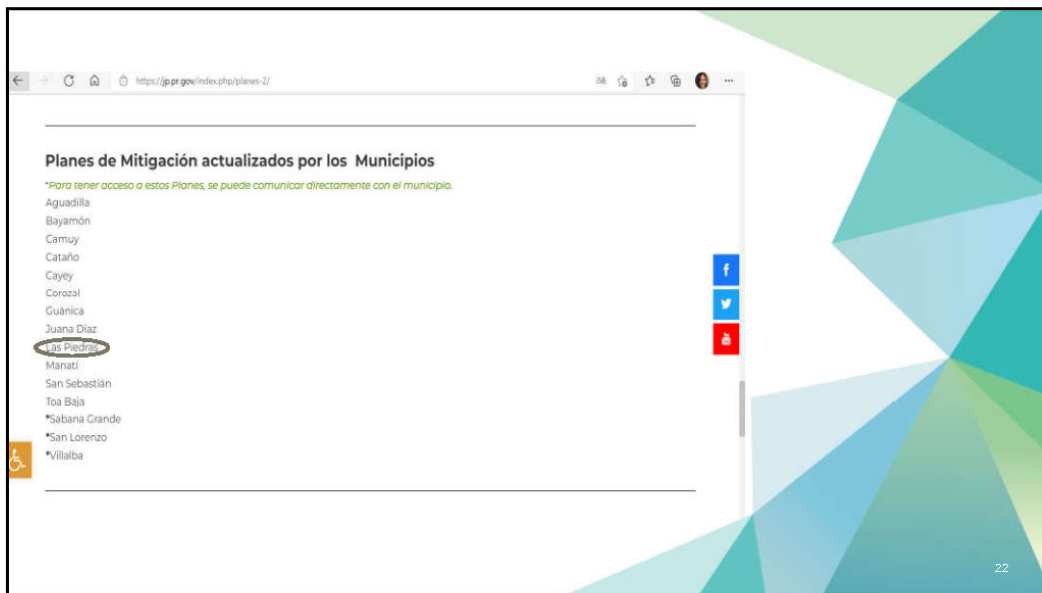 https://jp.pr.gov/index.php/planes-2/
Planes de Mitigación actualizados por los Municipios
*Para tener acceso a estos Planes, se puede comunicar directamente con el municipio.
Aguadilla
Bayamón
Camuy
Cataño
Cayey
Corozal
Guánica
Juana Díaz
Las Piedras
Manatí
San Sebastián
Toa Baja
*Sabana Grande
*San Lorenzo
*Villalba
22